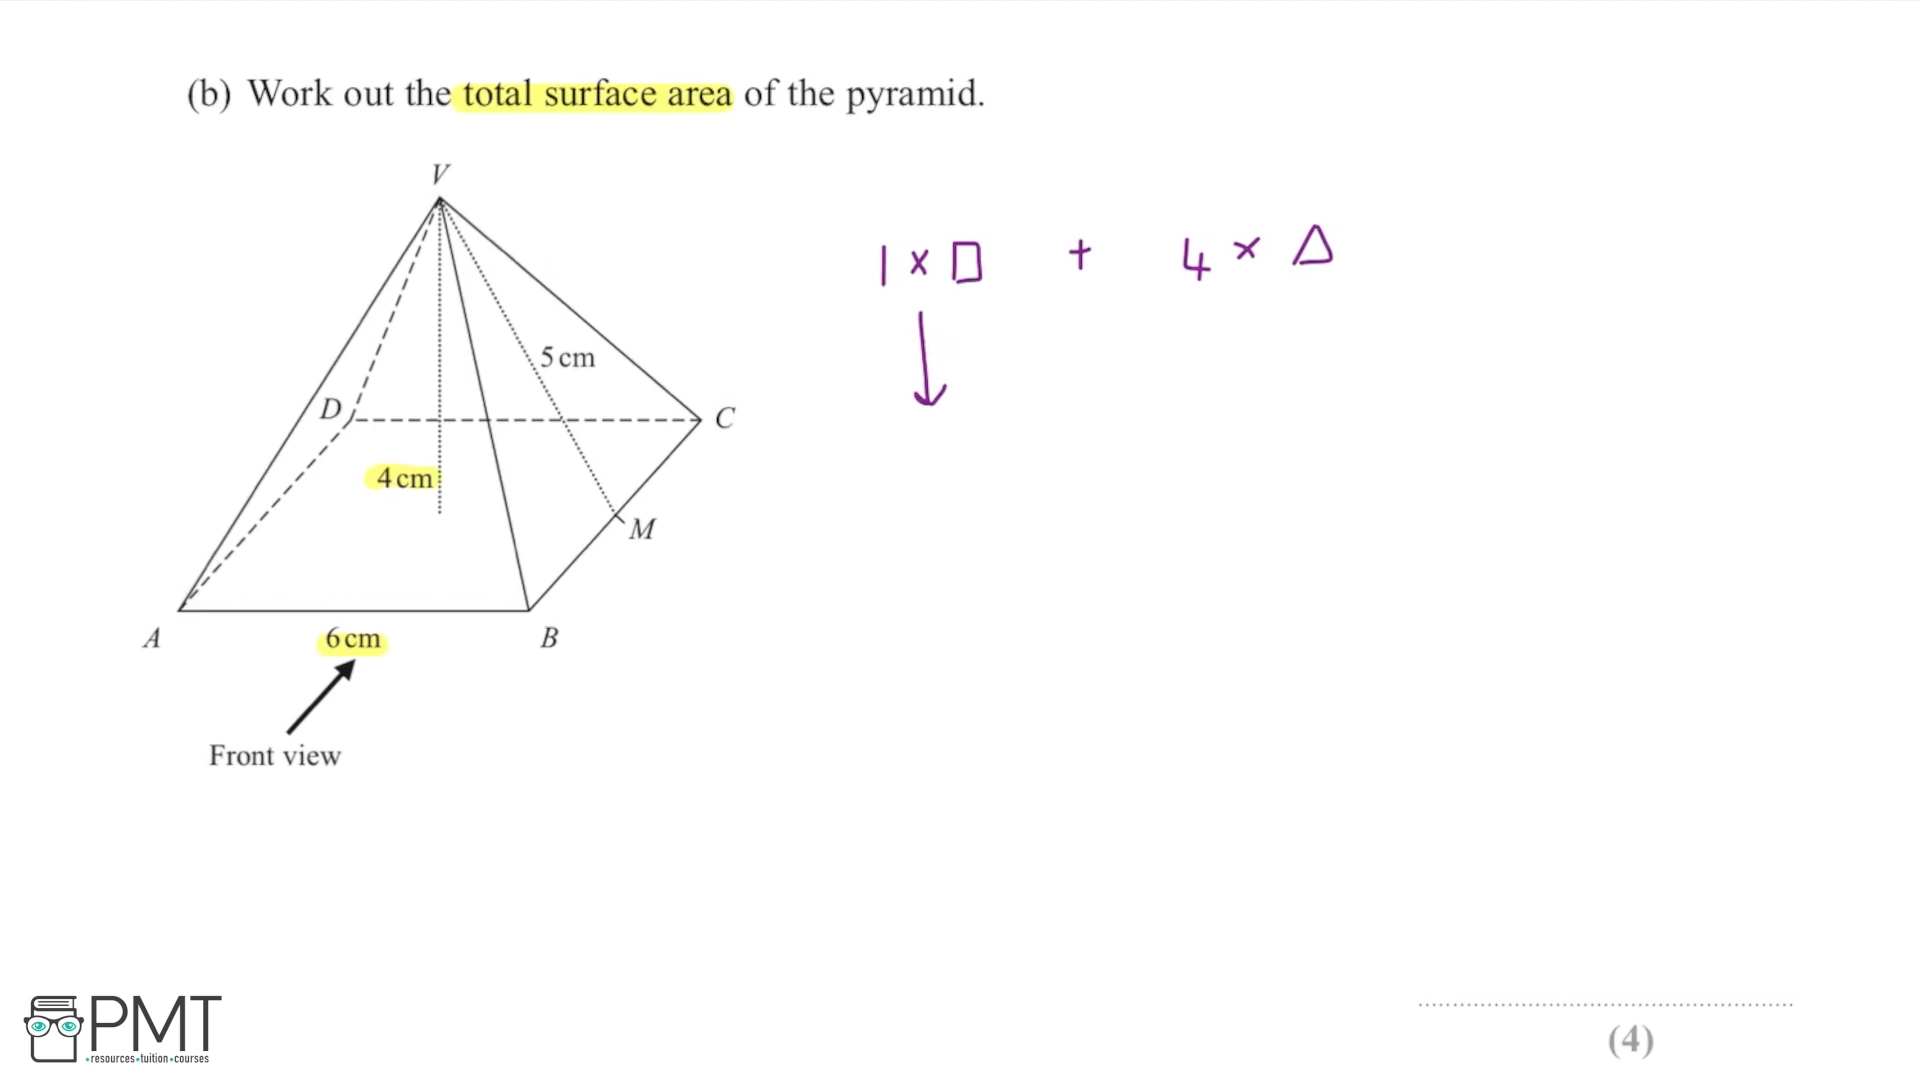 (b) Work out the total surface area of the pyramid.
V
1 × □ + 4 × △
5 cm
D
C
4 cm
M
A
6 cm
B
Front view
PMT
•resources•tuition•courses
(4)